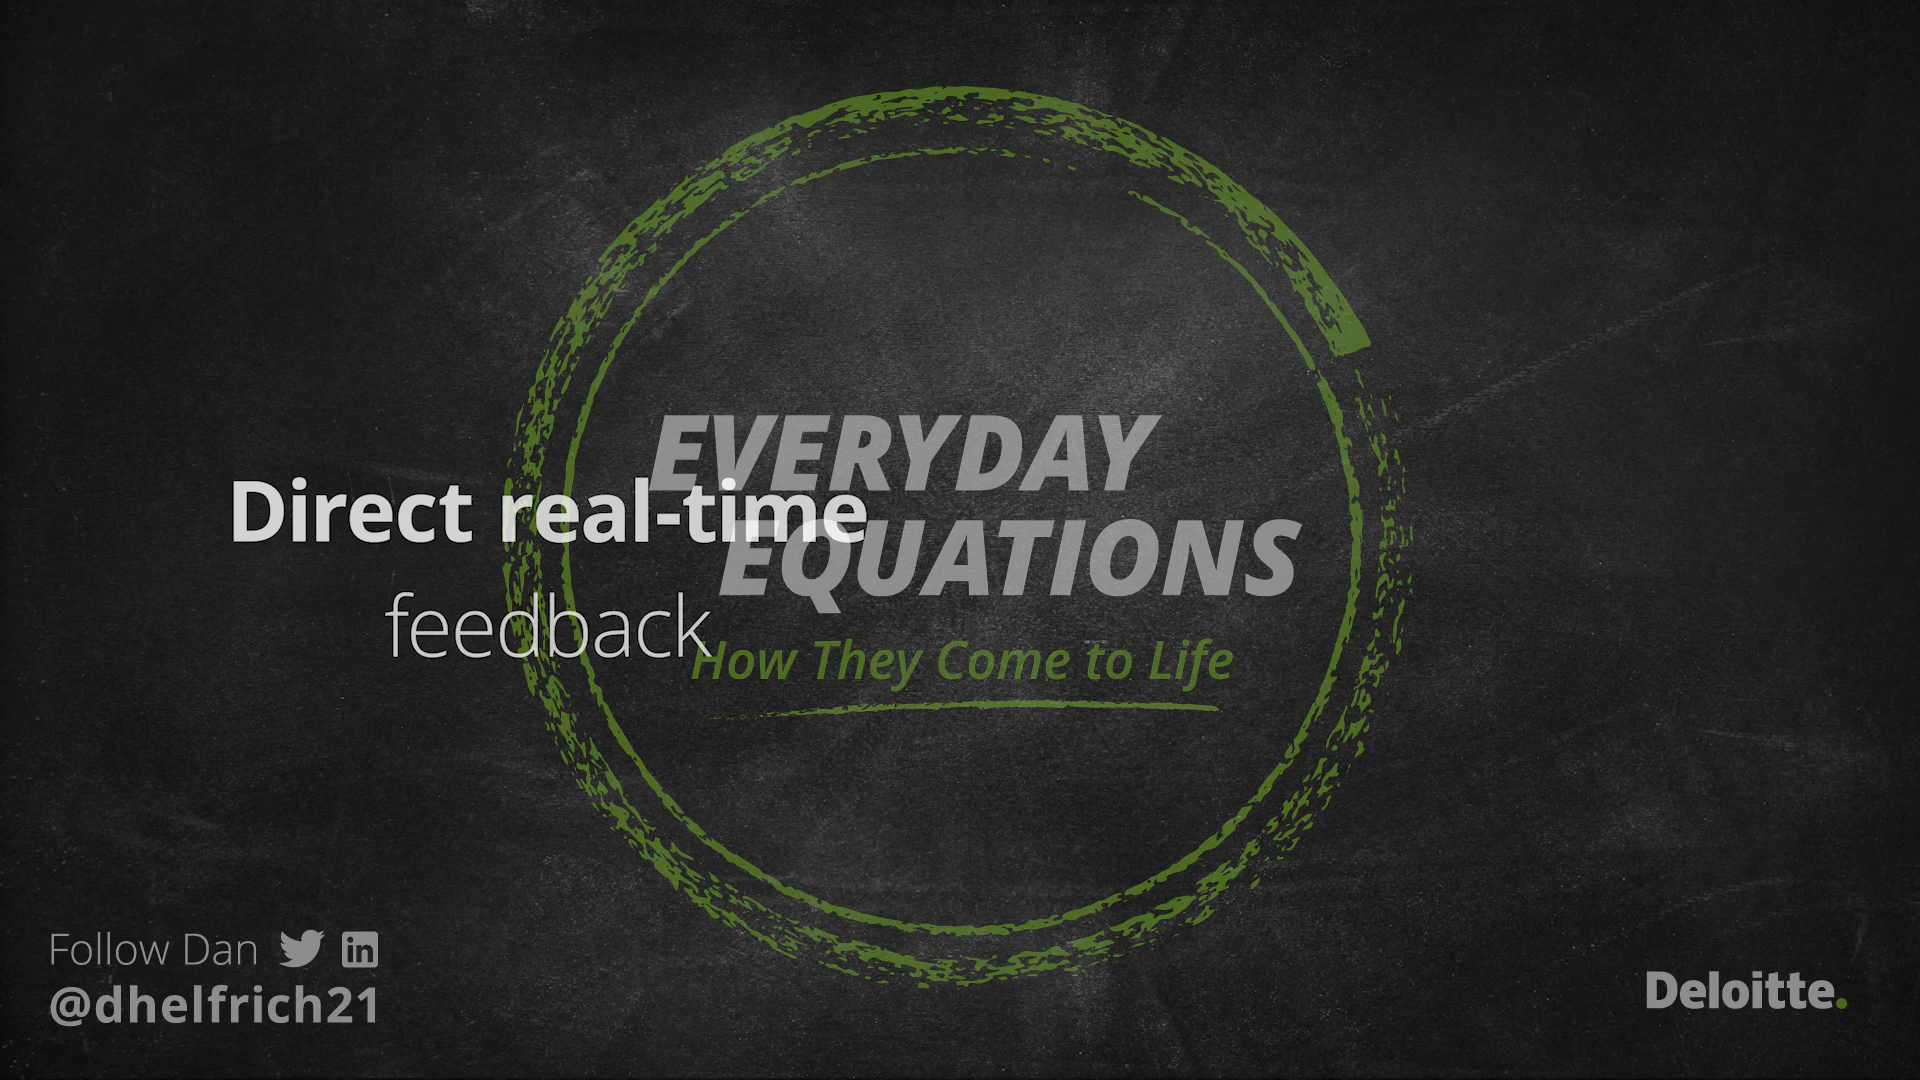 EVERYDAY
EQUATIONS
How They Come to Life
Direct real-time
feedback
Follow Dan
@dhelfrich21
Deloitte.